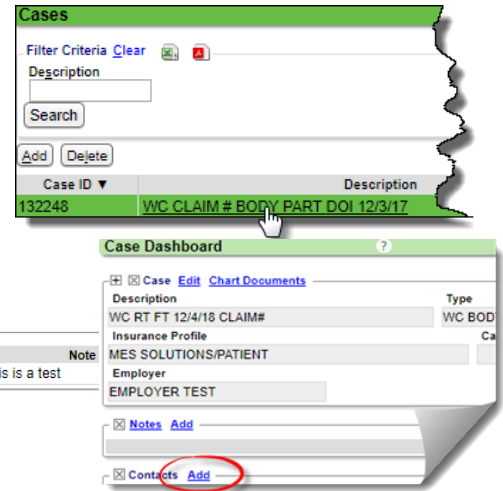 Cases
Filter Criteria Clear
Description
Search
Add Delete
Case ID ▼ Description
132248 WC CLAIM # BODY PART DOI 12/3/17
Case Dashboard ?
Case Edit Chart Documents
Description Type
WC RT FT 12/4/18 CLAIM# WC BOD
Insurance Profile Ca
Note
MES SOLUTIONS/PATIENT
is is a test
Employer
EMPLOYER TEST
Notes Add
Contacts Add